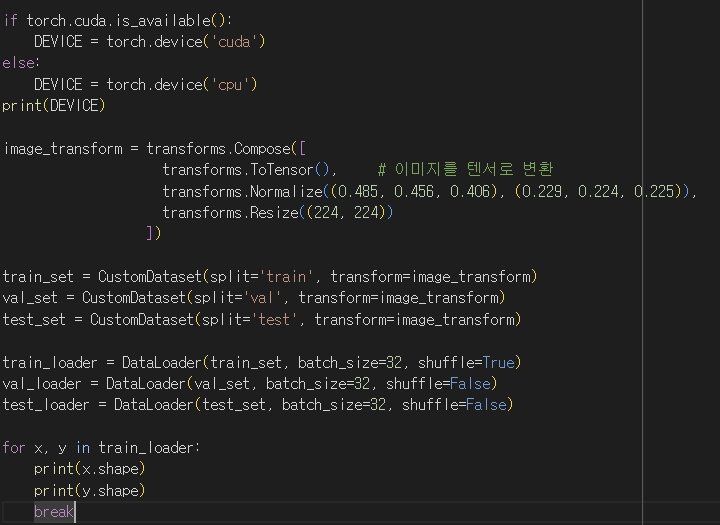 if torch.cuda.is_available():
    DEVICE = torch.device('cuda')
else:
    DEVICE = torch.device('cpu')
print(DEVICE)

image_transform = transforms.Compose([
                    transforms.ToTensor(),     # 이미지를 텐서로 변환
                    transforms.Normalize((0.485, 0.456, 0.406), (0.229, 0.224, 0.225)),
                    transforms.Resize((224, 224))
                  ])

train_set = CustomDataset(split='train', transform=image_transform)
val_set = CustomDataset(split='val', transform=image_transform)
test_set = CustomDataset(split='test', transform=image_transform)

train_loader = DataLoader(train_set, batch_size=32, shuffle=True)
val_loader = DataLoader(val_set, batch_size=32, shuffle=False)
test_loader = DataLoader(test_set, batch_size=32, shuffle=False)

for x, y in train_loader:
    print(x.shape)
    print(y.shape)
    break